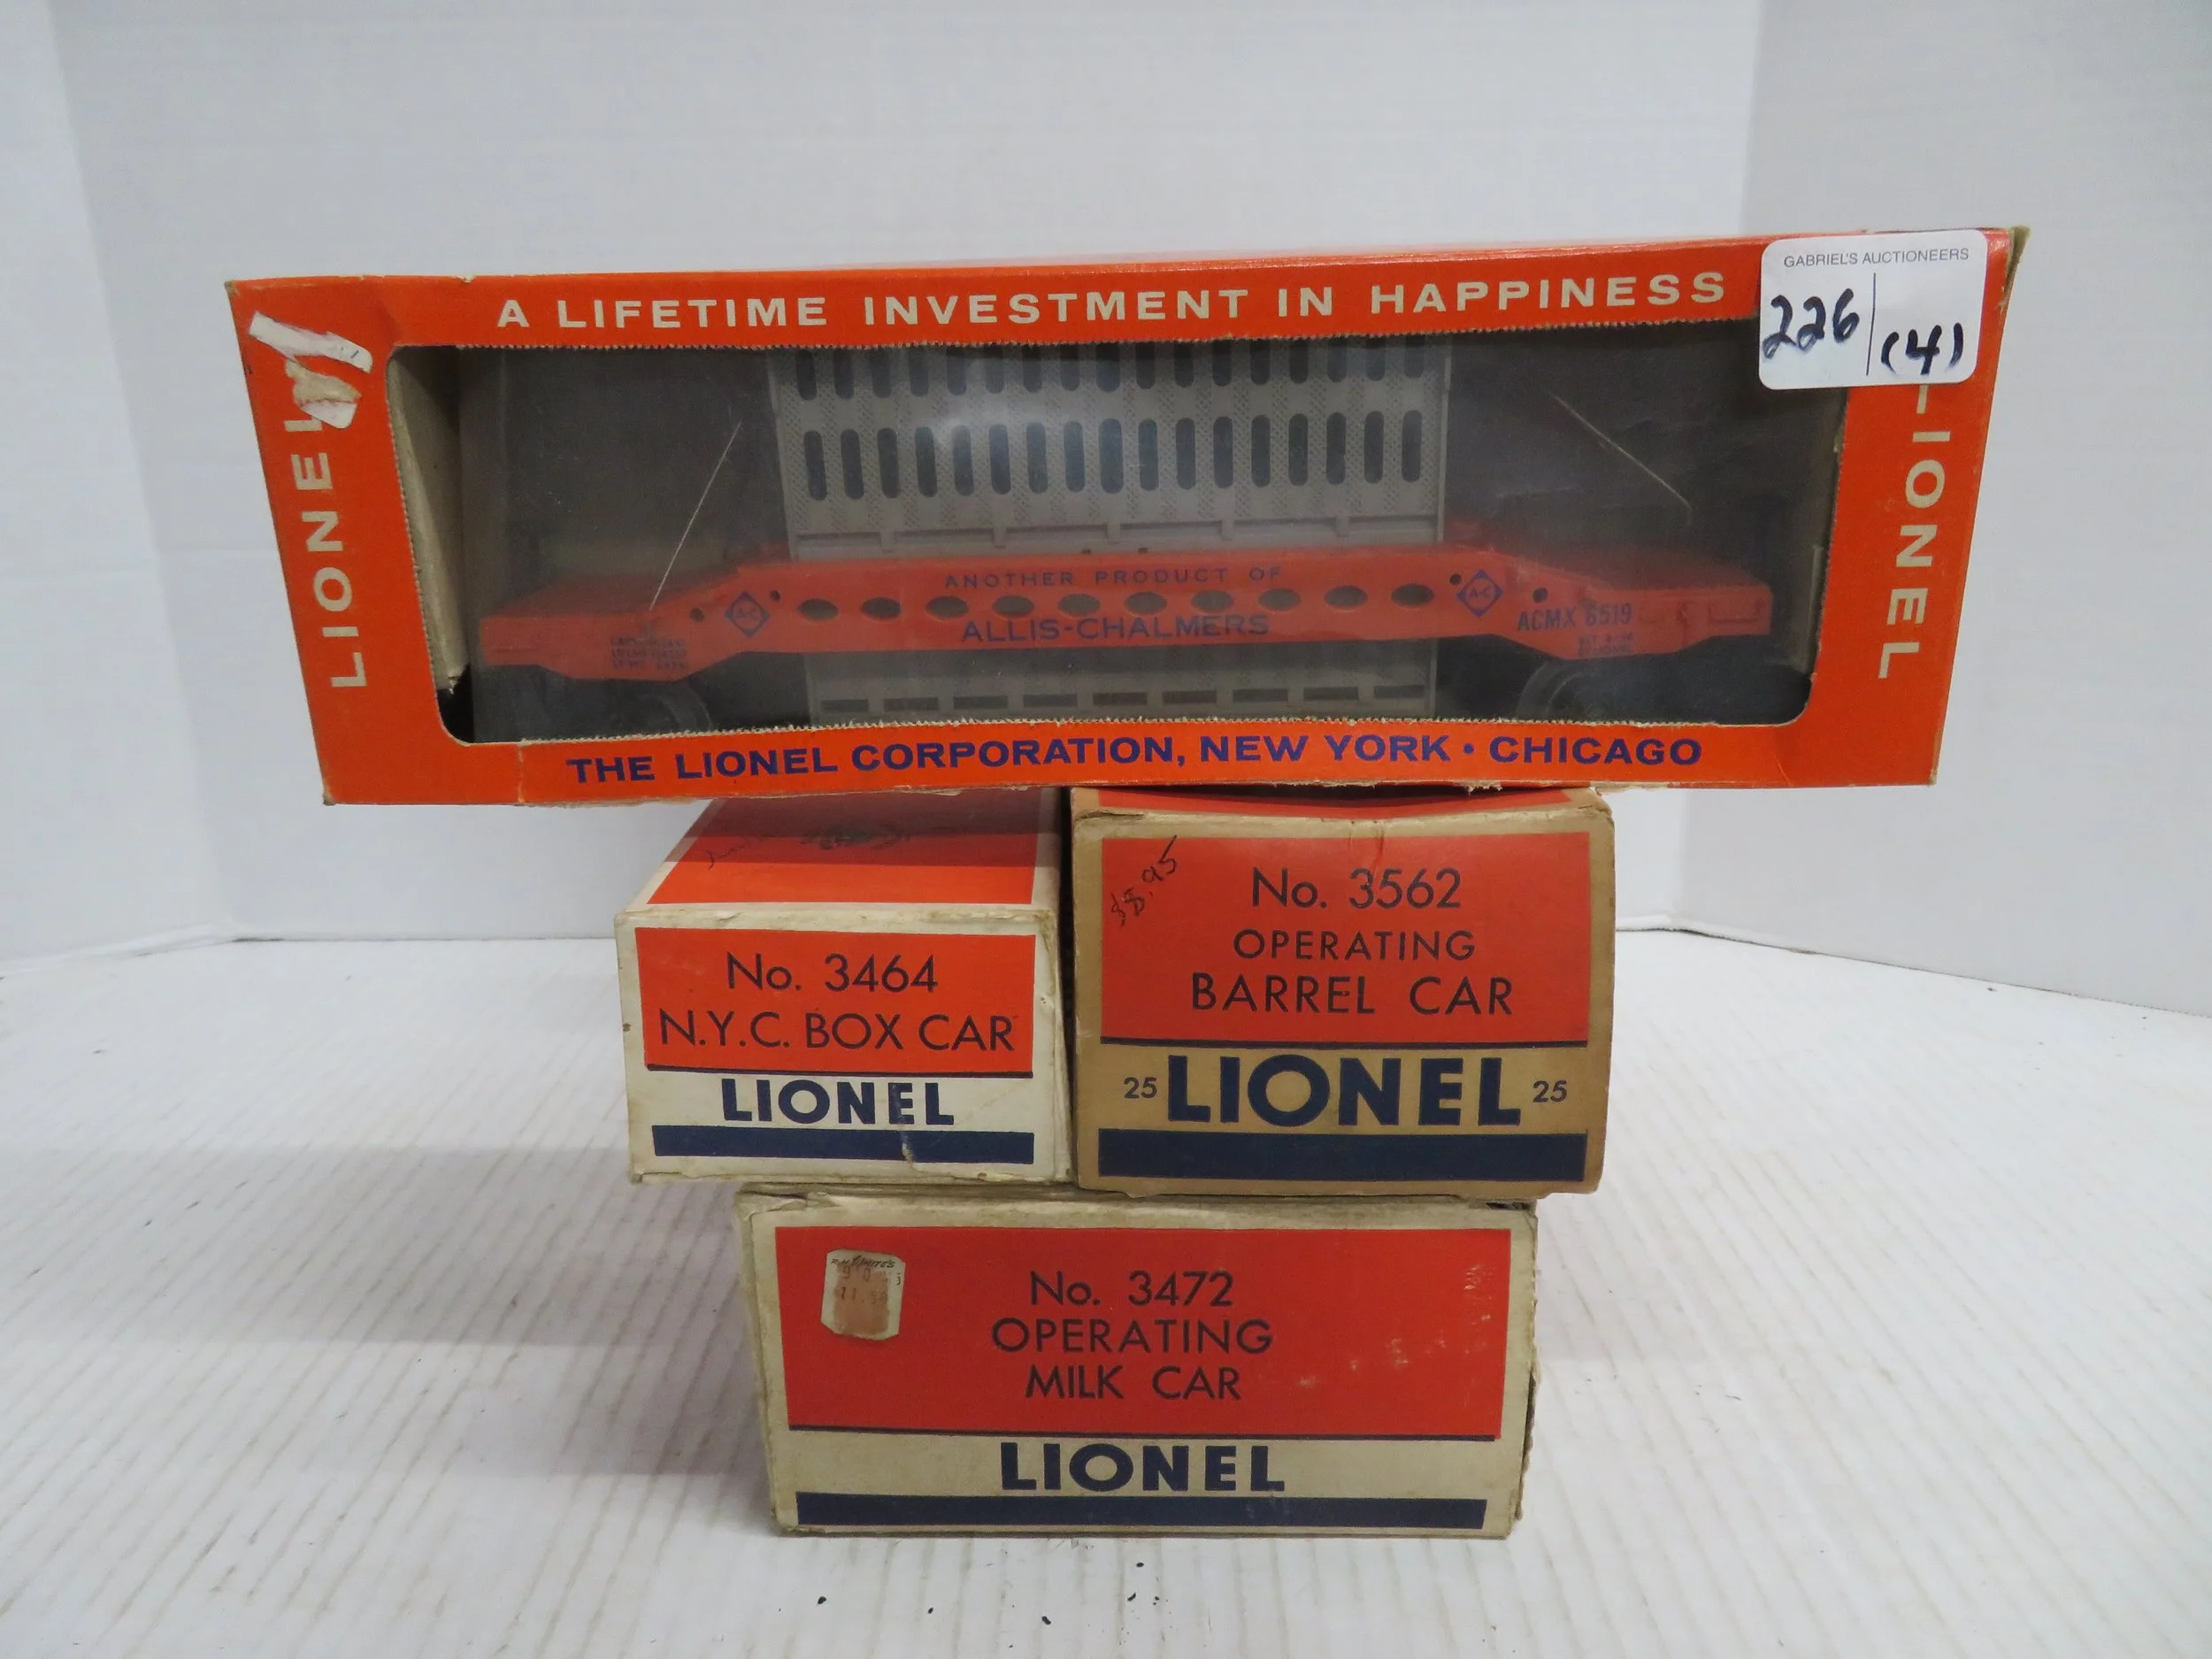 GABRIEL'S AUCTIONEERS
226 (4)
A LIFETIME INVESTMENT IN HAPPINESS
LIONEL
LIONEL
ANOTHER PRODUCT OF
A-C
A-C
ALLIS-CHALMERS
ACMX 6519
THE LIONEL CORPORATION, NEW YORK • CHICAGO
No. 3464
N.Y.C. BOX CAR
LIONEL
$8.95
No. 3562
OPERATING
BARREL CAR
25 LIONEL 25
No. 3472
OPERATING
MILK CAR
LIONEL